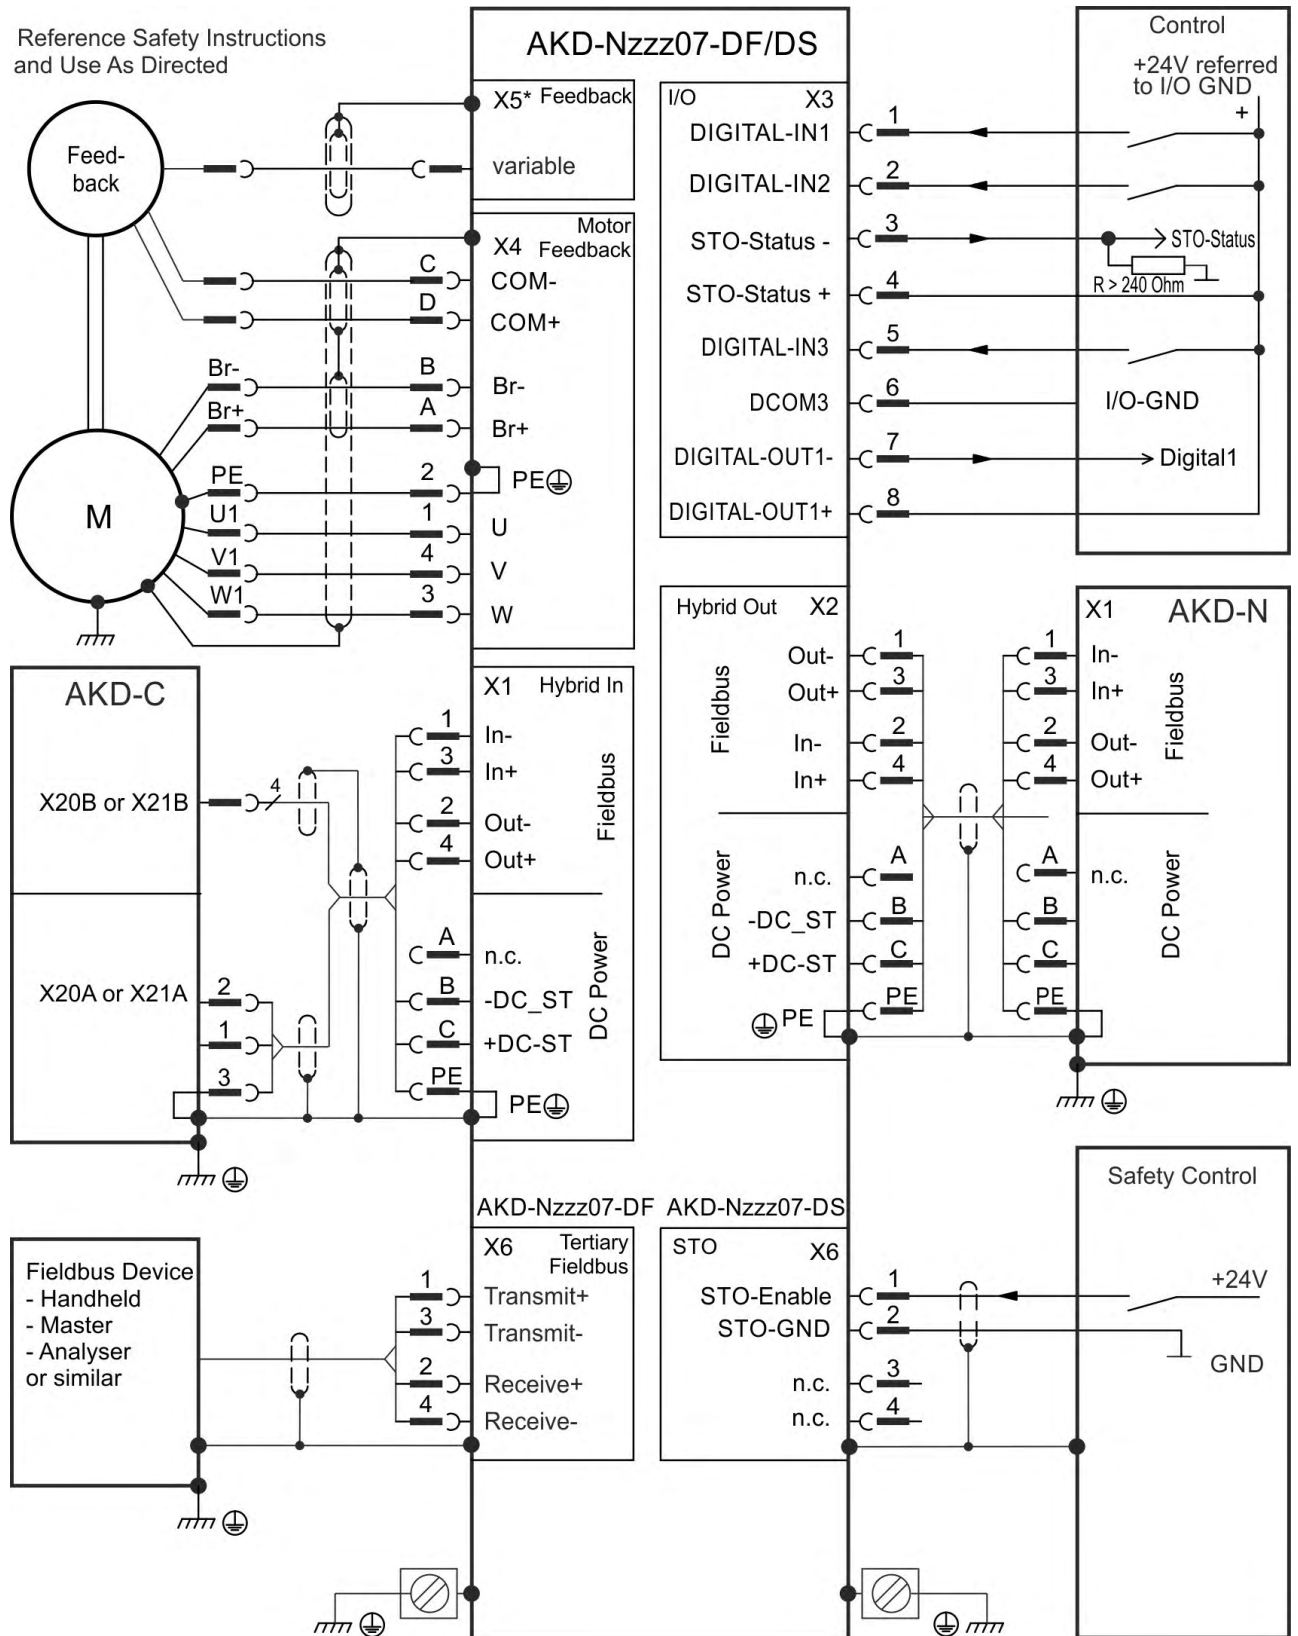 Reference Safety Instructions
and Use As Directed
AKD-Nzzz07-DF/DS
Control
+24V referred
to I/O GND
+
Feed-
back
X5* Feedback
variable
Motor
X4 Feedback
C
COM-
D
COM+
Br-
B
Br-
Br+
A
Br+
PE
2
PE
M
U1
1
U
V1
4
V
W1
3
W
I/O X3
DIGITAL-IN1
1
DIGITAL-IN2
2
STO-Status -
3
STO-Status
R > 240 Ohm
STO-Status +
4
DIGITAL-IN3
5
DCOM3
6
I/O-GND
DIGITAL-OUT1-
7
Digital1
DIGITAL-OUT1+
8
AKD-C
X20B or X21B
4
X20A or X21A
2
1
3
X1 Hybrid In
1
In-
3
In+
2
Out-
4
Out+
Fieldbus
A
n.c.
B
-DC_ST
C
+DC-ST
PE
PE
DC Power
Hybrid Out X2
Out-
1
Out+
3
In-
2
In+
4
Fieldbus
n.c.
A
-DC_ST
B
+DC-ST
C
PE
PE
DC Power
X1 AKD-N
1
In-
3
In+
2
Out-
4
Out+
Fieldbus
A
n.c.
B
C
PE
DC Power
AKD-Nzzz07-DF
AKD-Nzzz07-DS
Fieldbus Device
- Handheld
- Master
- Analyser
or similar
X6 Tertiary
Fieldbus
1
Transmit+
3
Transmit-
2
Receive+
4
Receive-
STO X6
STO-Enable
1
STO-GND
2
n.c.
3
n.c.
4
Safety Control
+24V
GND